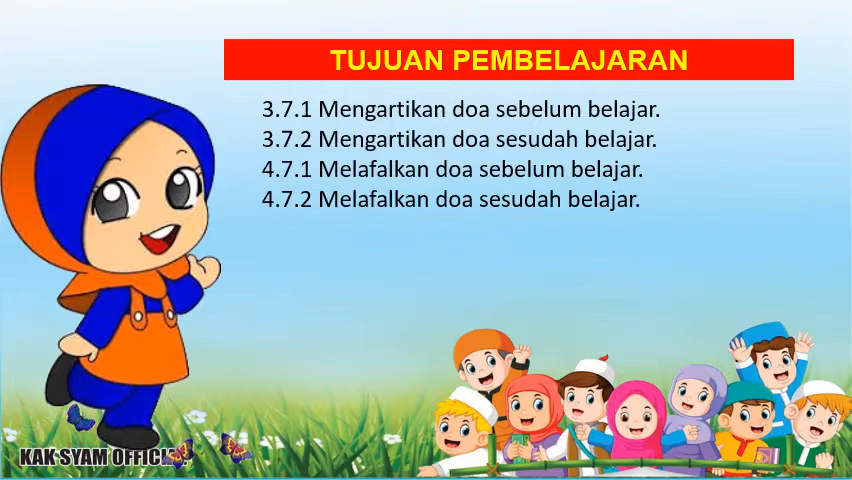 TUJUAN PEMBELAJARAN
3.7.1 Mengartikan doa sebelum belajar.
3.7.2 Mengartikan doa sesudah belajar.
4.7.1 Melafalkan doa sebelum belajar.
4.7.2 Melafalkan doa sesudah belajar.
KAK SYAM